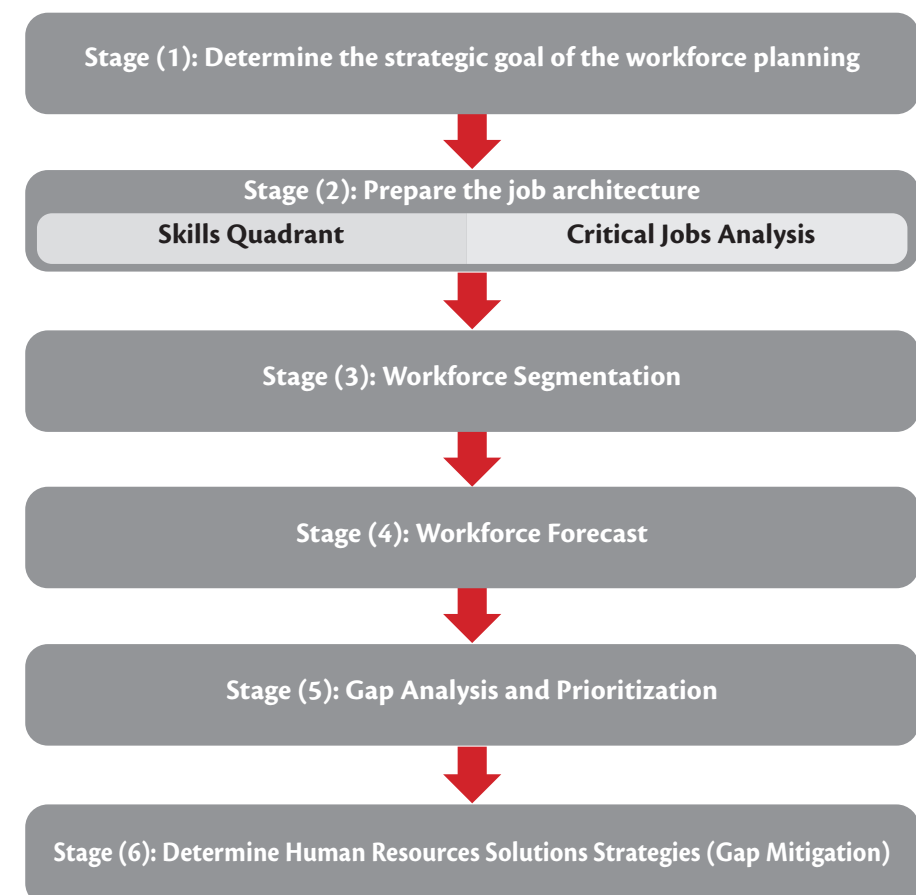 Stage (1): Determine the strategic goal of the workforce planning
Stage (2): Prepare the job architecture
Skills Quadrant
Critical Jobs Analysis
Stage (3): Workforce Segmentation
Stage (4): Workforce Forecast
Stage (5): Gap Analysis and Prioritization
Stage (6): Determine Human Resources Solutions Strategies (Gap Mitigation)